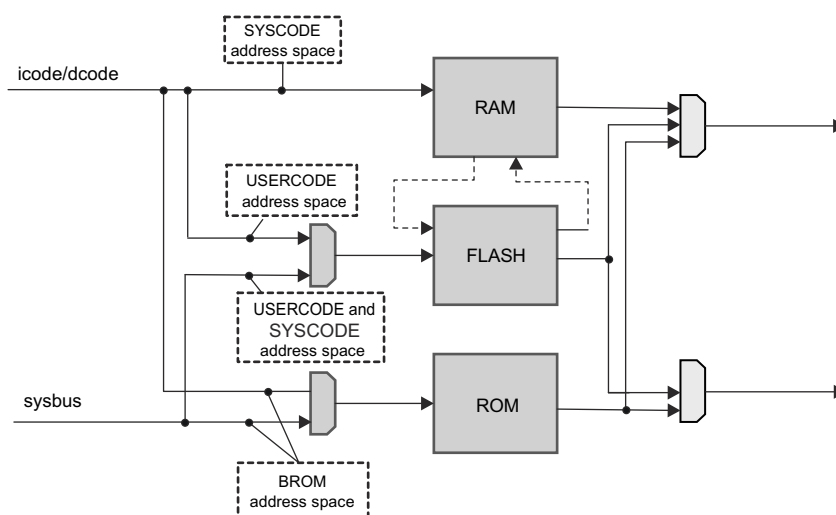 SYSCODE
address space
icode/dcode
RAM
USERCODE
address space
FLASH
USERCODE and
SYSCODE
address space
sysbus
ROM
BROM
address space